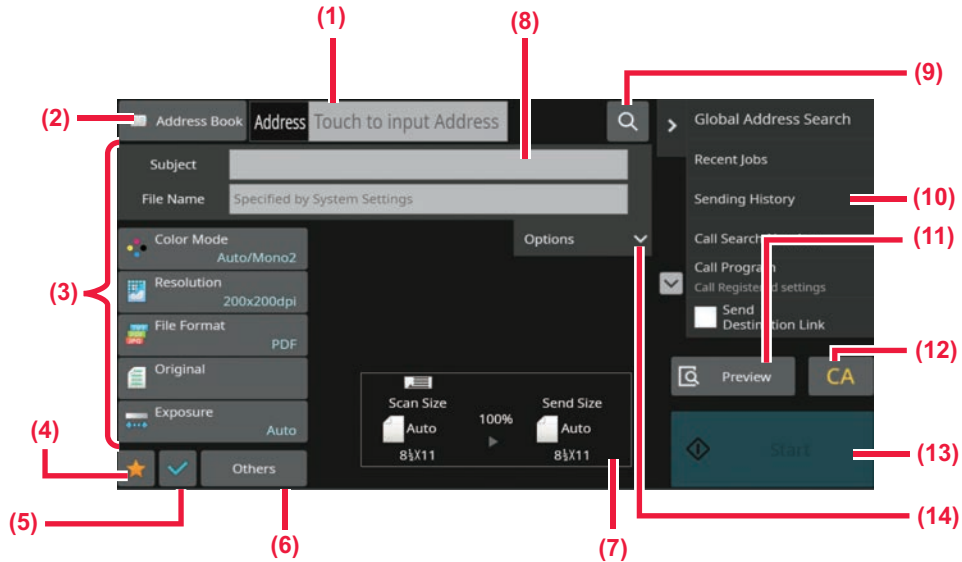 (1)
(8)
(9)
(2)
Address Book
Address
Touch to input Address
Global Address Search
Subject
Recent Jobs
File Name
Specified by System Settings
Sending History
(10)
Options
Call Search
(11)
Color Mode
Auto/Mono2
Call Program
Call Registered settings
(3)
Resolution
200x200dpi
Send
Destination Link
File Format
PDF
(12)
Original
Preview
CA
Scan Size
Send Size
Exposure
Auto
Auto
100%
Auto
(4)
8½X11
8½X11
Start
(13)
Others
(5)
(6)
(7)
(14)